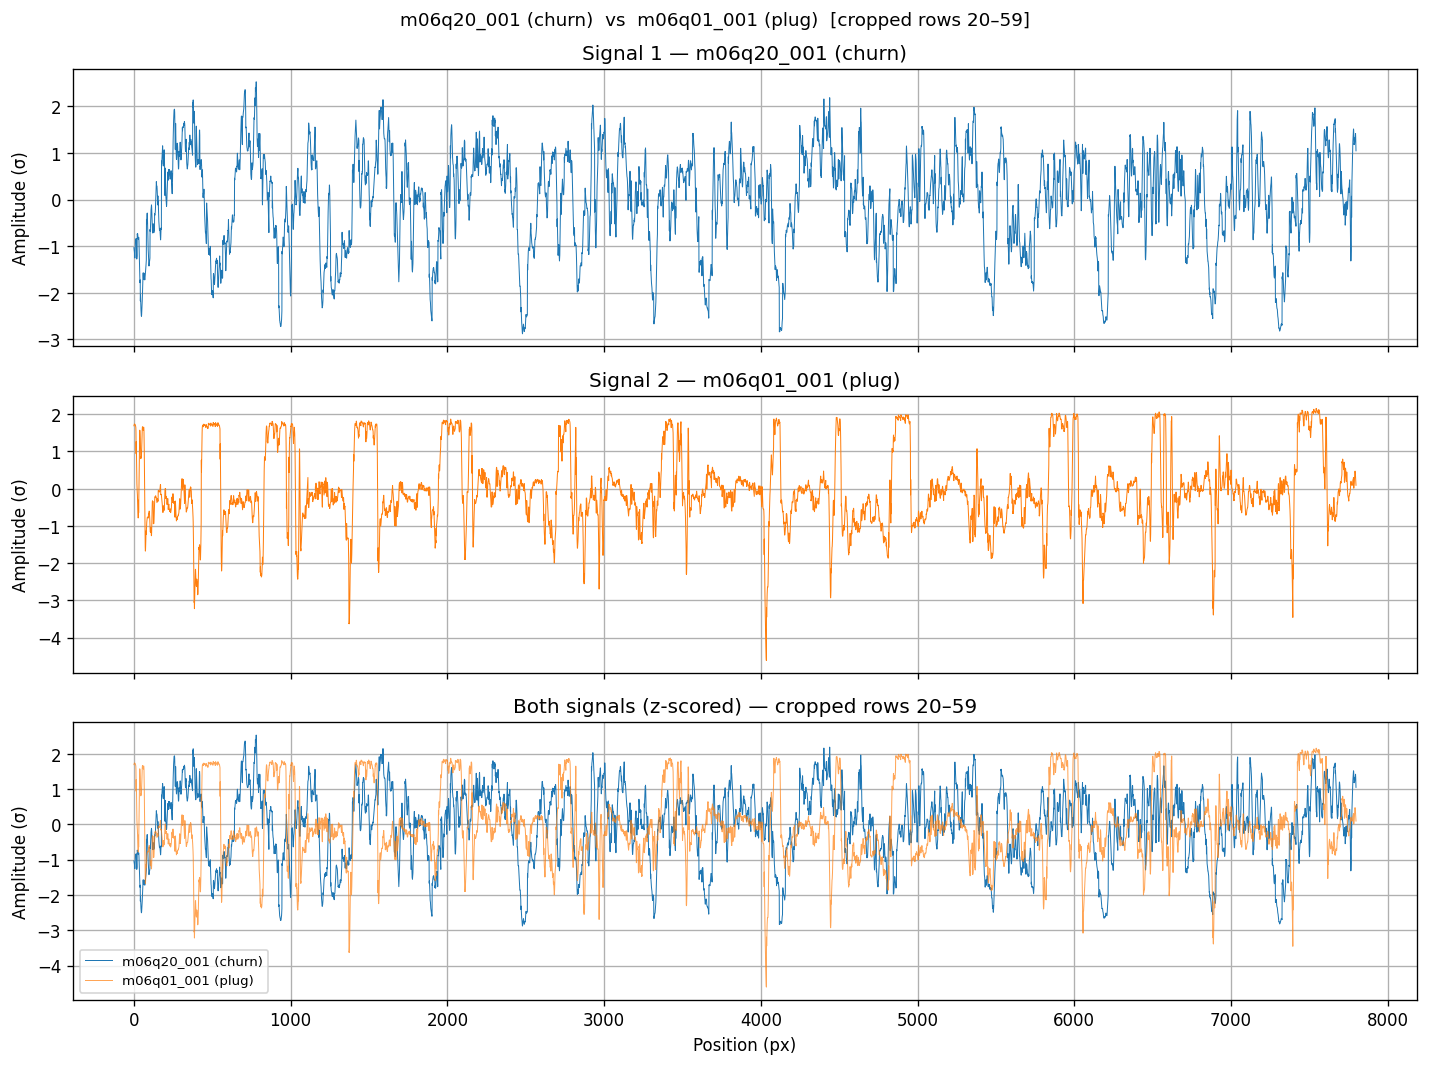 m06q20_001 (churn)  vs  m06q01_001 (plug)  [cropped rows 20–59]
Signal 1 — m06q20_001 (churn)
Amplitude (σ)
2
1
0
−1
−2
−3
Signal 2 — m06q01_001 (plug)
Amplitude (σ)
2
1
0
−1
−2
−3
−4
Both signals (z-scored) — cropped rows 20–59
Amplitude (σ)
2
1
0
−1
−2
−3
−4
m06q20_001 (churn)
m06q01_001 (plug)
0 1000 2000 3000 4000 5000 6000 7000 8000
Position (px)